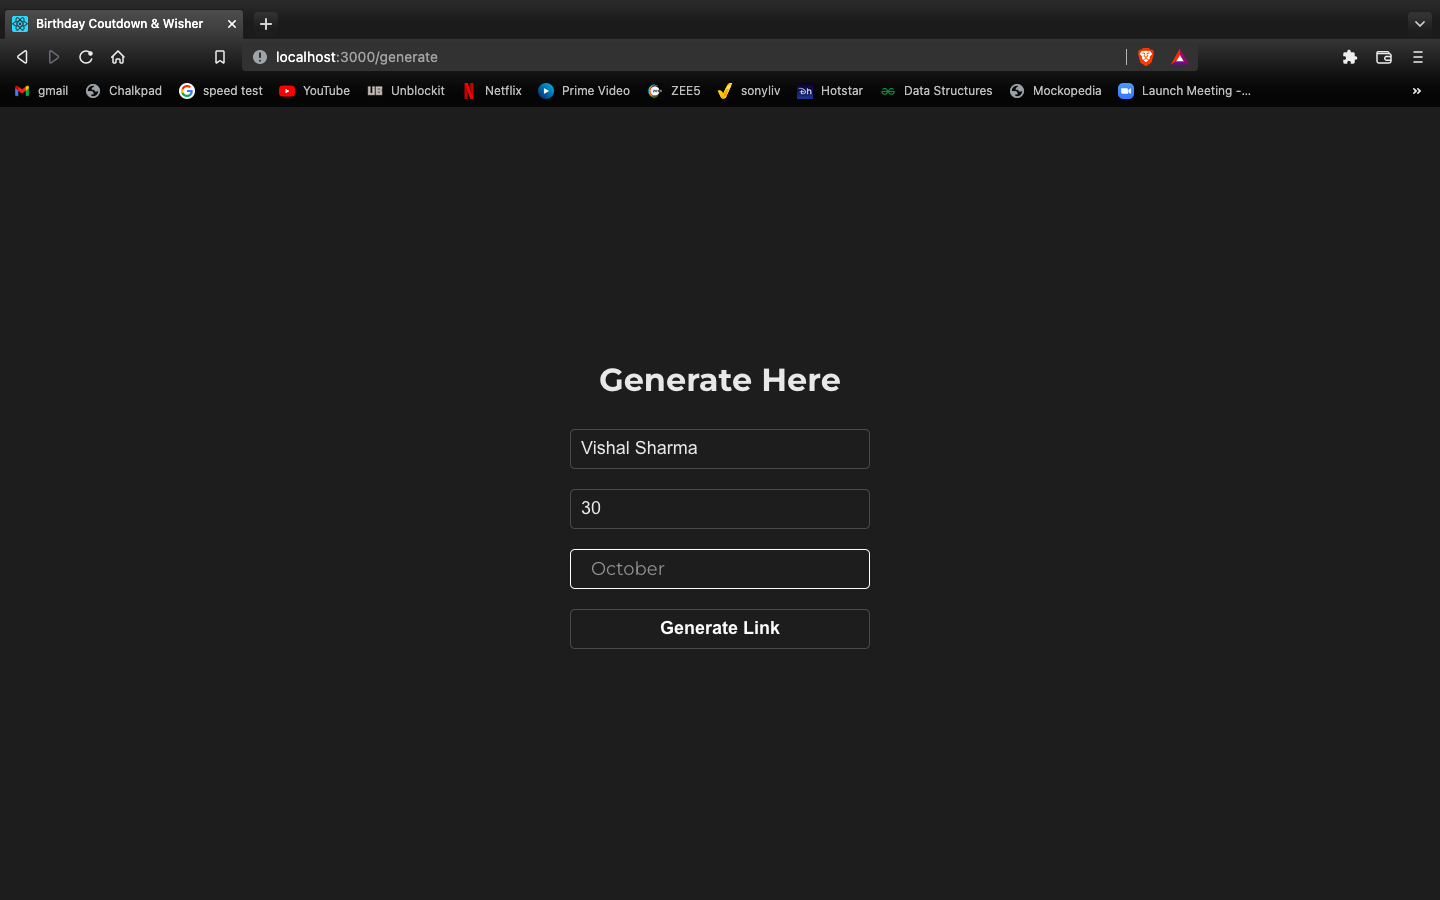 Birthday Coutdown & Wisher
localhost:3000/generate
gmail Chalkpad speed test YouTube UB Unblockit Netflix Prime Video ZEE5 sonyliv Hotstar Data Structures Mockopedia Launch Meeting -...
Generate Here
Vishal Sharma
30
October
Generate Link